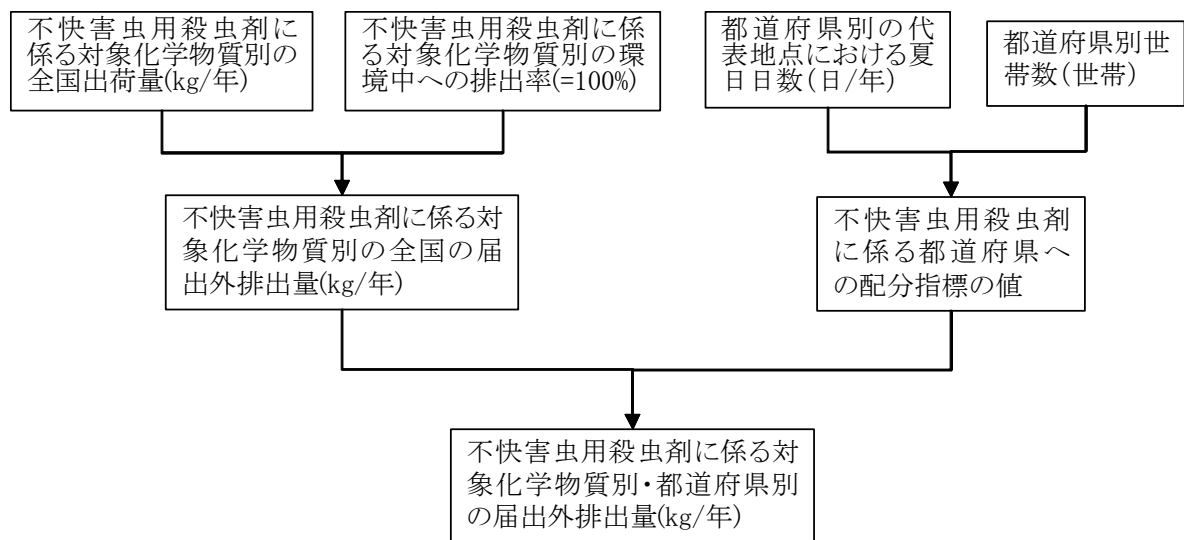 不快害虫用殺虫剤に
係る対象化学物質別の
全国出荷量(kg/年)
不快害虫用殺虫剤に係
る対象化学物質別の環
境中への排出率(=100%)
都道府県別の代
表地点における夏
日日数(日/年)
都道府県別世
帯数(世帯)
不快害虫用殺虫剤に係る対
象化学物質別の全国の届
出外排出量(kg/年)
不快害虫用殺虫剤
に係る都道府県へ
の配分指標の値
不快害虫用殺虫剤に係る対
象化学物質別・都道府県別
の届出外排出量(kg/年)